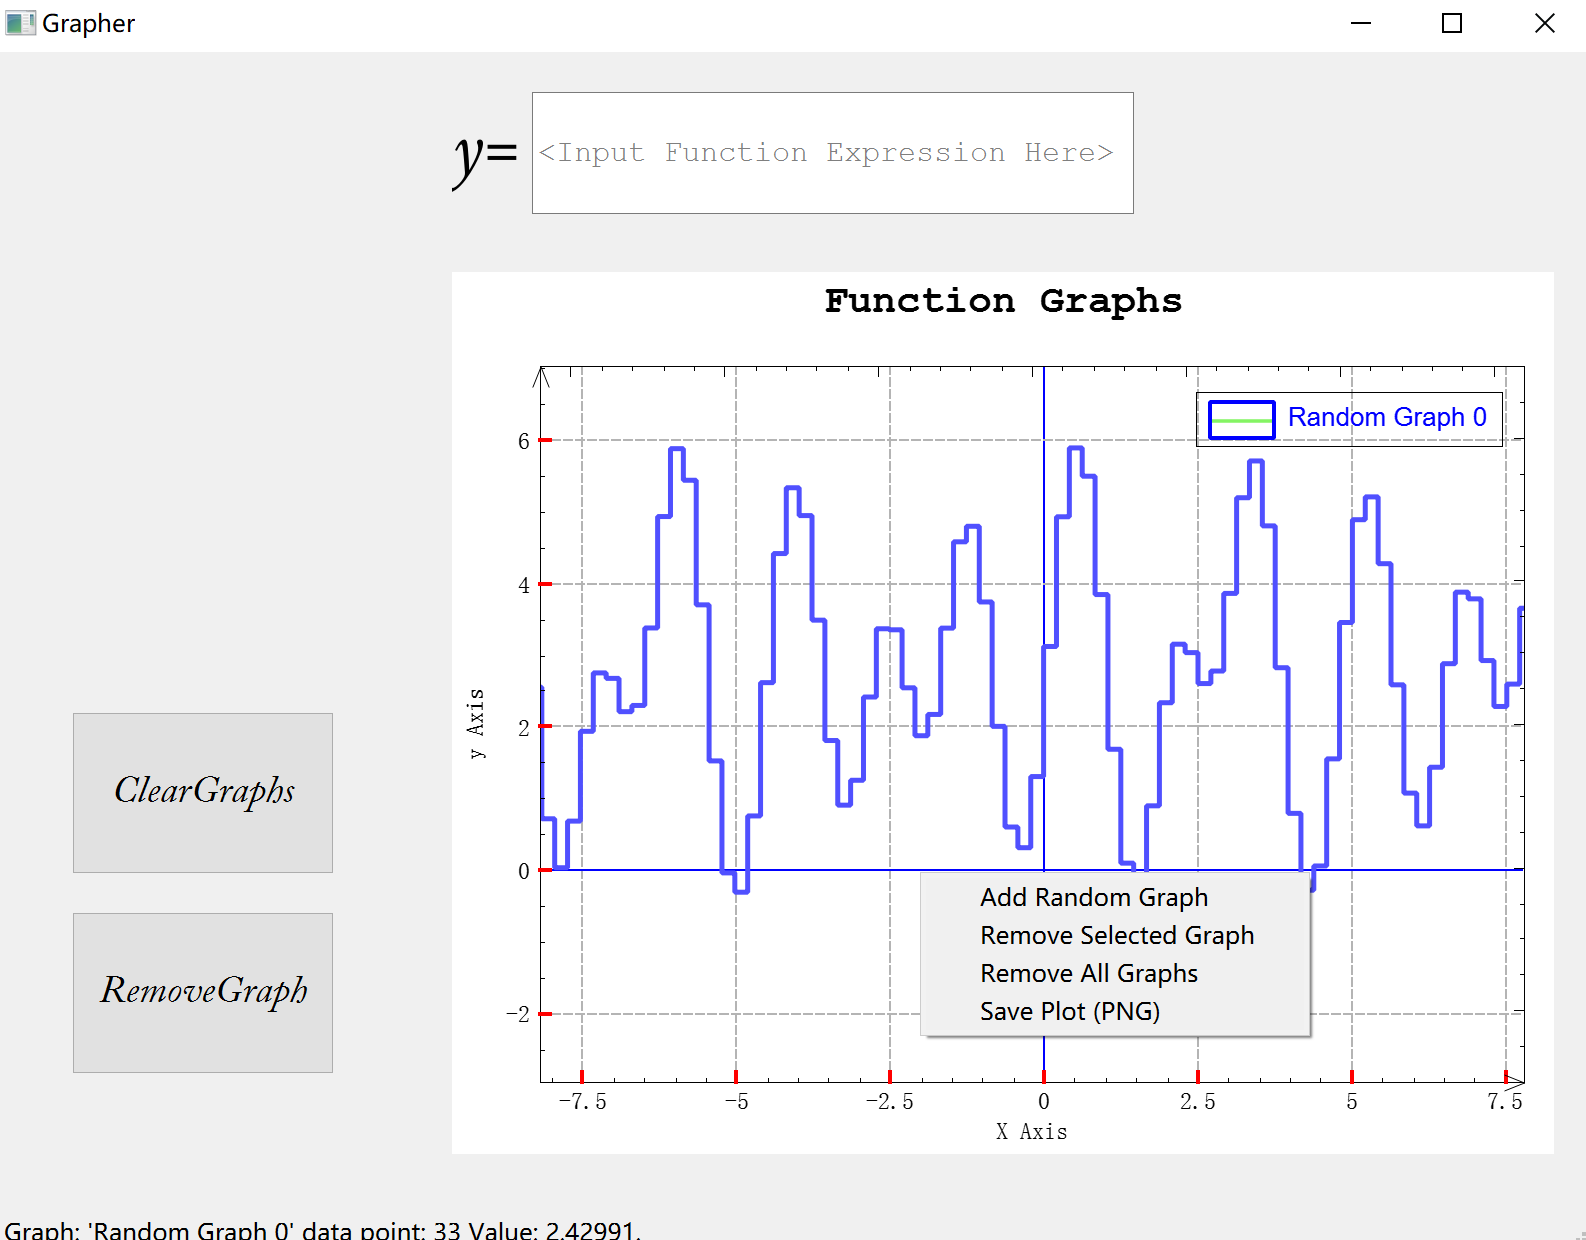 Grapher
y= <Input Function Expression Here>
Function Graphs
Random Graph 0
6
4
2
0
-2
y Axis
-7.5 -5 -2.5 0 2.5 5 7.5
X Axis
Add Random Graph
Remove Selected Graph
Remove All Graphs
Save Plot (PNG)
ClearGraphs
RemoveGraph
Graph: 'Random Graph 0' data point: 33 Value: 2.42991.